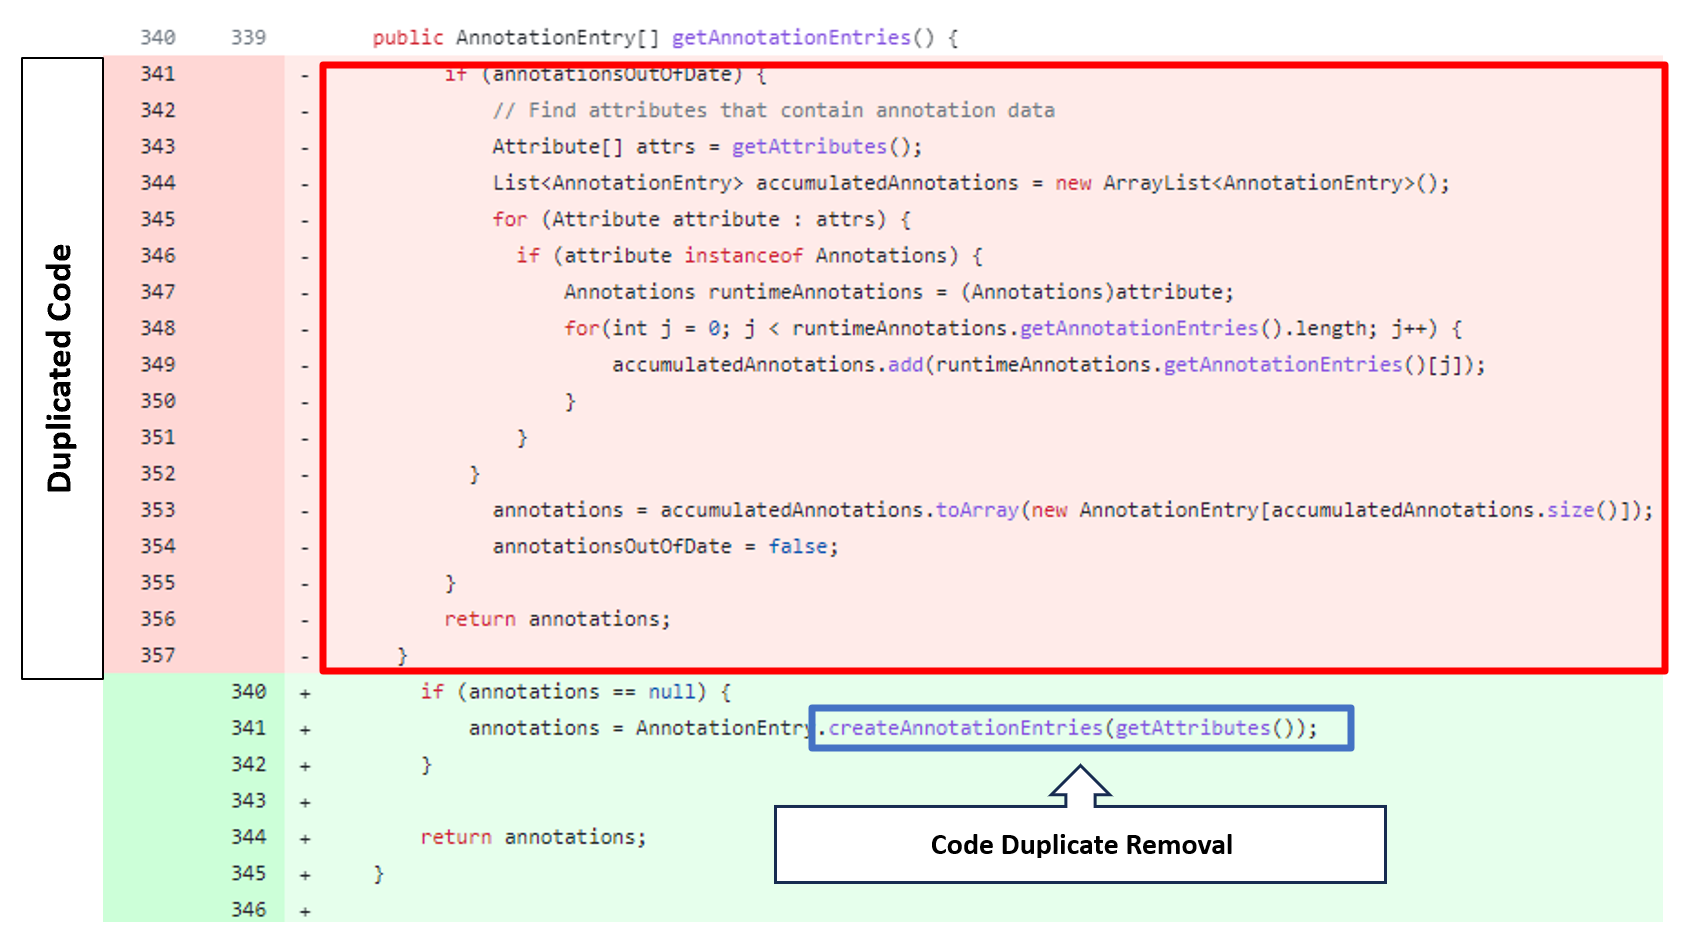 340 339 public AnnotationEntry[] getAnnotationEntries() {
Duplicated Code
341 - if (annotationsOutOfDate) {
342 - // Find attributes that contain annotation data
343 - Attribute[] attrs = getAttributes();
344 - List<AnnotationEntry> accumulatedAnnotations = new ArrayList<AnnotationEntry>();
345 - for (Attribute attribute : attrs) {
346 - if (attribute instanceof Annotations) {
347 - Annotations runtimeAnnotations = (Annotations)attribute;
348 - for(int j = 0; j < runtimeAnnotations.getAnnotationEntries().length; j++) {
349 - accumulatedAnnotations.add(runtimeAnnotations.getAnnotationEntries()[j]);
350 - }
351 - }
352 - }
353 - annotations = accumulatedAnnotations.toArray(new AnnotationEntry[accumulatedAnnotations.size()]);
354 - annotationsOutOfDate = false;
355 - }
356 - return annotations;
357 - }
340 + if (annotations == null) {
341 + annotations = AnnotationEntry.createAnnotationEntries(getAttributes());
342 + }
343 +
344 + return annotations;
345 + }
346 +
Code Duplicate Removal